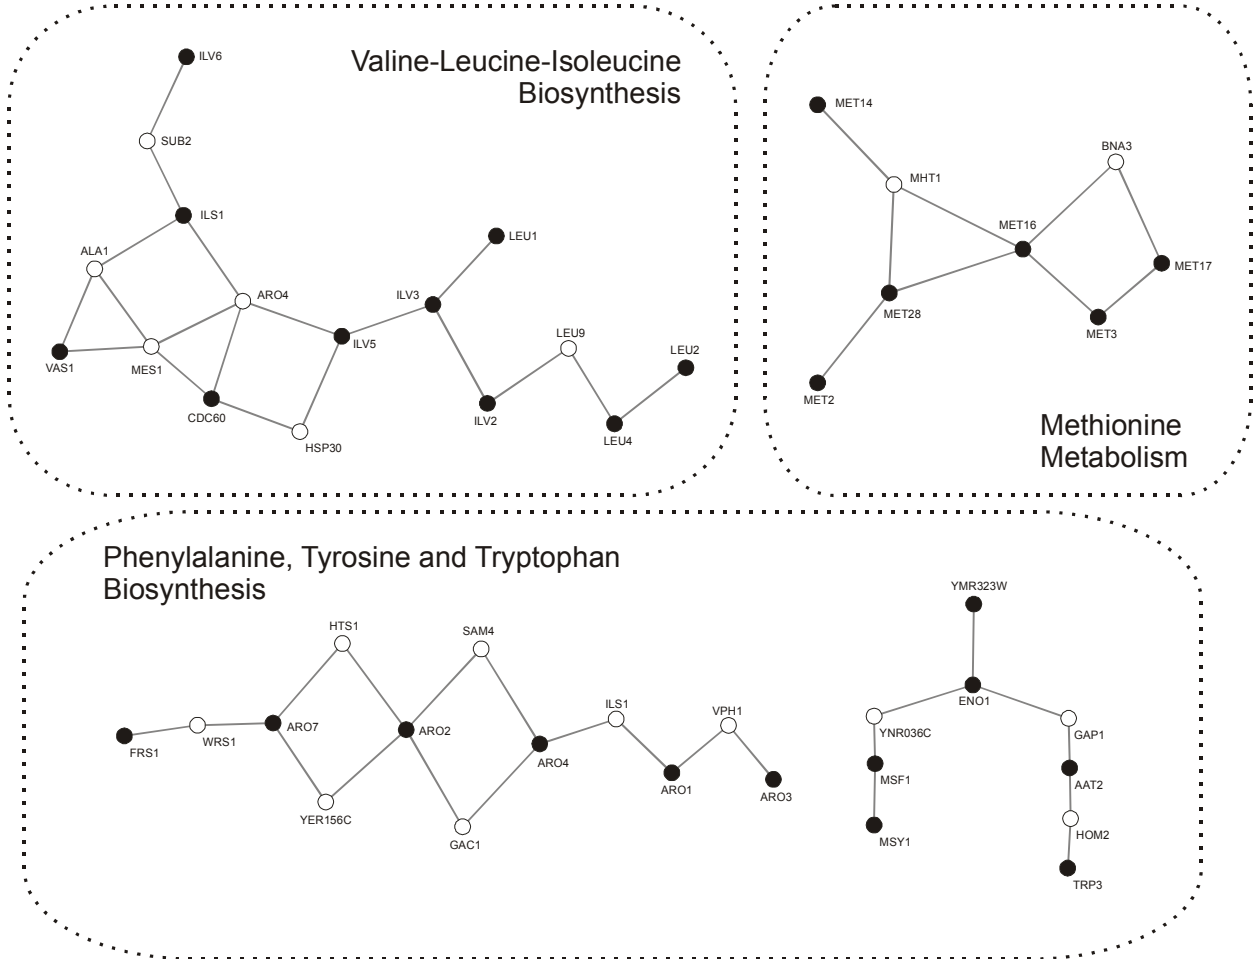 Valine-Leucine-Isoleucine
Biosynthesis
ILV6
SUB2
ILS1
ALA1
ARO4
LEU1
ILV3
ILV5
LEU9
LEU2
VAS1
MES1
CDC60
HSP30
ILV2
LEU4
MET14
BNA3
MHT1
MET16
MET17
MET28
MET3
MET2
Methionine
Metabolism
Phenylalanine, Tyrosine and Tryptophan
Biosynthesis
HTS1
SAM4
ILS1
VPH1
FRS1
WRS1
ARO7
ARO2
ARO4
ARO1
ARO3
YER156C
GAC1
YMR323W
ENO1
YNR036C
GAP1
MSF1
AAT2
MSY1
HOM2
TRP3